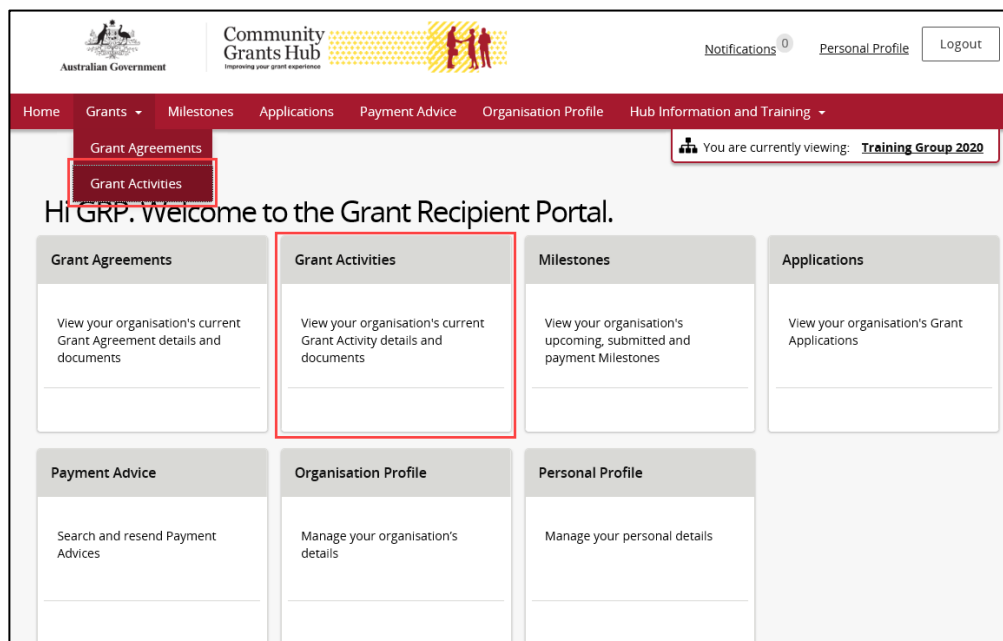 Australian Government
Community
Grants Hub
Improving your grant experience
Notifications 0
Personal Profile
Logout
Home Grants Milestones Applications Payment Advice Organisation Profile Hub Information and Training
Grant Agreements
Grant Activities
You are currently viewing: Training Group 2020
Hi GRP. Welcome to the Grant Recipient Portal.
Grant Agreements
View your organisation's current
Grant Agreement details and
documents
Grant Activities
View your organisation's current
Grant Activity details and
documents
Milestones
View your organisation's
upcoming, submitted and
payment Milestones
Applications
View your organisation's Grant
Applications
Payment Advice
Search and resend Payment
Advices
Organisation Profile
Manage your organisation's
details
Personal Profile
Manage your personal details